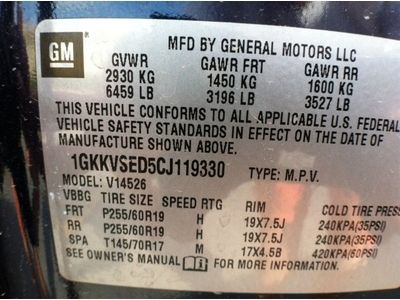 GM
MFD BY GENERAL MOTORS LLC
GVWR GAWR FRT GAWR RR
2930 KG 1450 KG 1600 KG
6459 LB 3196 LB 3527 LB
THIS VEHICLE CONFORMS TO ALL APPLICABLE U.S. FEDERAL
VEHICLE SAFETY STANDARDS IN EFFECT ON THE DATE OF
MANUFACTURE SHOWN ABOVE.
1GKKVSED5CJ119330 TYPE: M.P.V.
MODEL: V14526
VBBG TIRE SIZE SPEED RTG RIM COLD TIRE PRES
FRT P255/60R19 H 19X7.5J 240KPA(35PSI)
RR P255/60R19 H 19X7.5J 240KPA(35PSI)
SPA T145/70R17 M 17X4.5B 420KPA(60PSI)
SEE OWNER'S MANUAL FOR MORE INFORMATION.